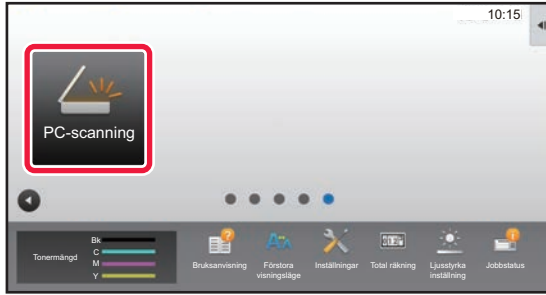 10:15
PC-scanning
Tonermängd
Bk
C
M
Y
Bruksanvisning
Förstora
visningsläge
Inställningar
Total räkning
Ljusstyrka
inställning
Jobbstatus